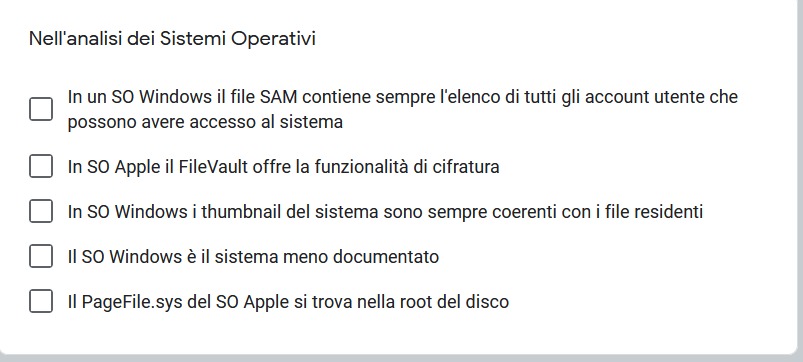 Nell'analisi dei Sistemi Operativi
In un SO Windows il file SAM contiene sempre l'elenco di tutti gli account utente che
possono avere accesso al sistema
In SO Apple il FileVault offre la funzionalità di cifratura
In SO Windows i thumbnail del sistema sono sempre coerenti con i file residenti
Il SO Windows è il sistema meno documentato
Il PageFile.sys del SO Apple si trova nella root del disco